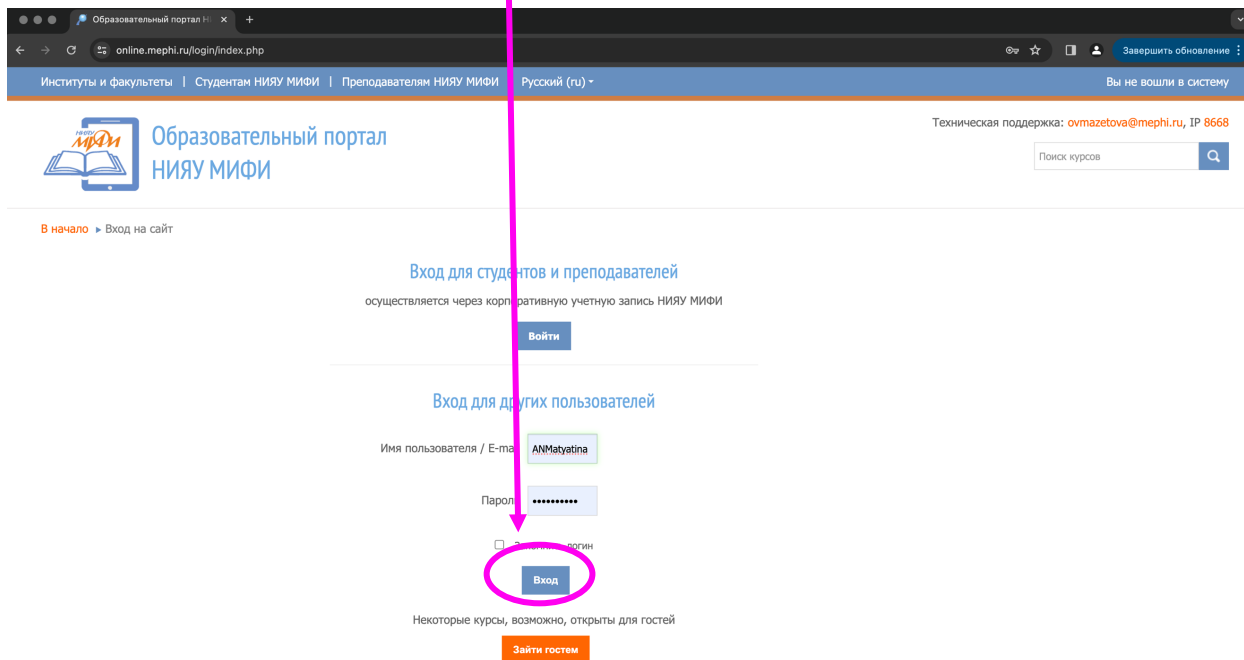 Образовательный портал Н
online.mephi.ru/login/index.php
Завершить обновление
Институты и факультеты | Студентам НИЯУ МИФИ | Преподавателям НИЯУ МИФИ Русский (ru)
Вы не вошли в систему
НИЯУ
МИФИ
Образовательный портал
НИЯУ МИФИ
Техническая поддержка: ovmazetova@mephi.ru, IP 8668
Поиск курсов
В начало ▸ Вход на сайт
Вход для студентов и преподавателей
осуществляется через корпоративную учетную запись НИЯУ МИФИ
Войти
Вход для других пользователей
Имя пользователя / E-mai
ANMatyatina
Парол
••••••••••
логин
Вход
Некоторые курсы, возможно, открыты для гостей
Зайти гостем